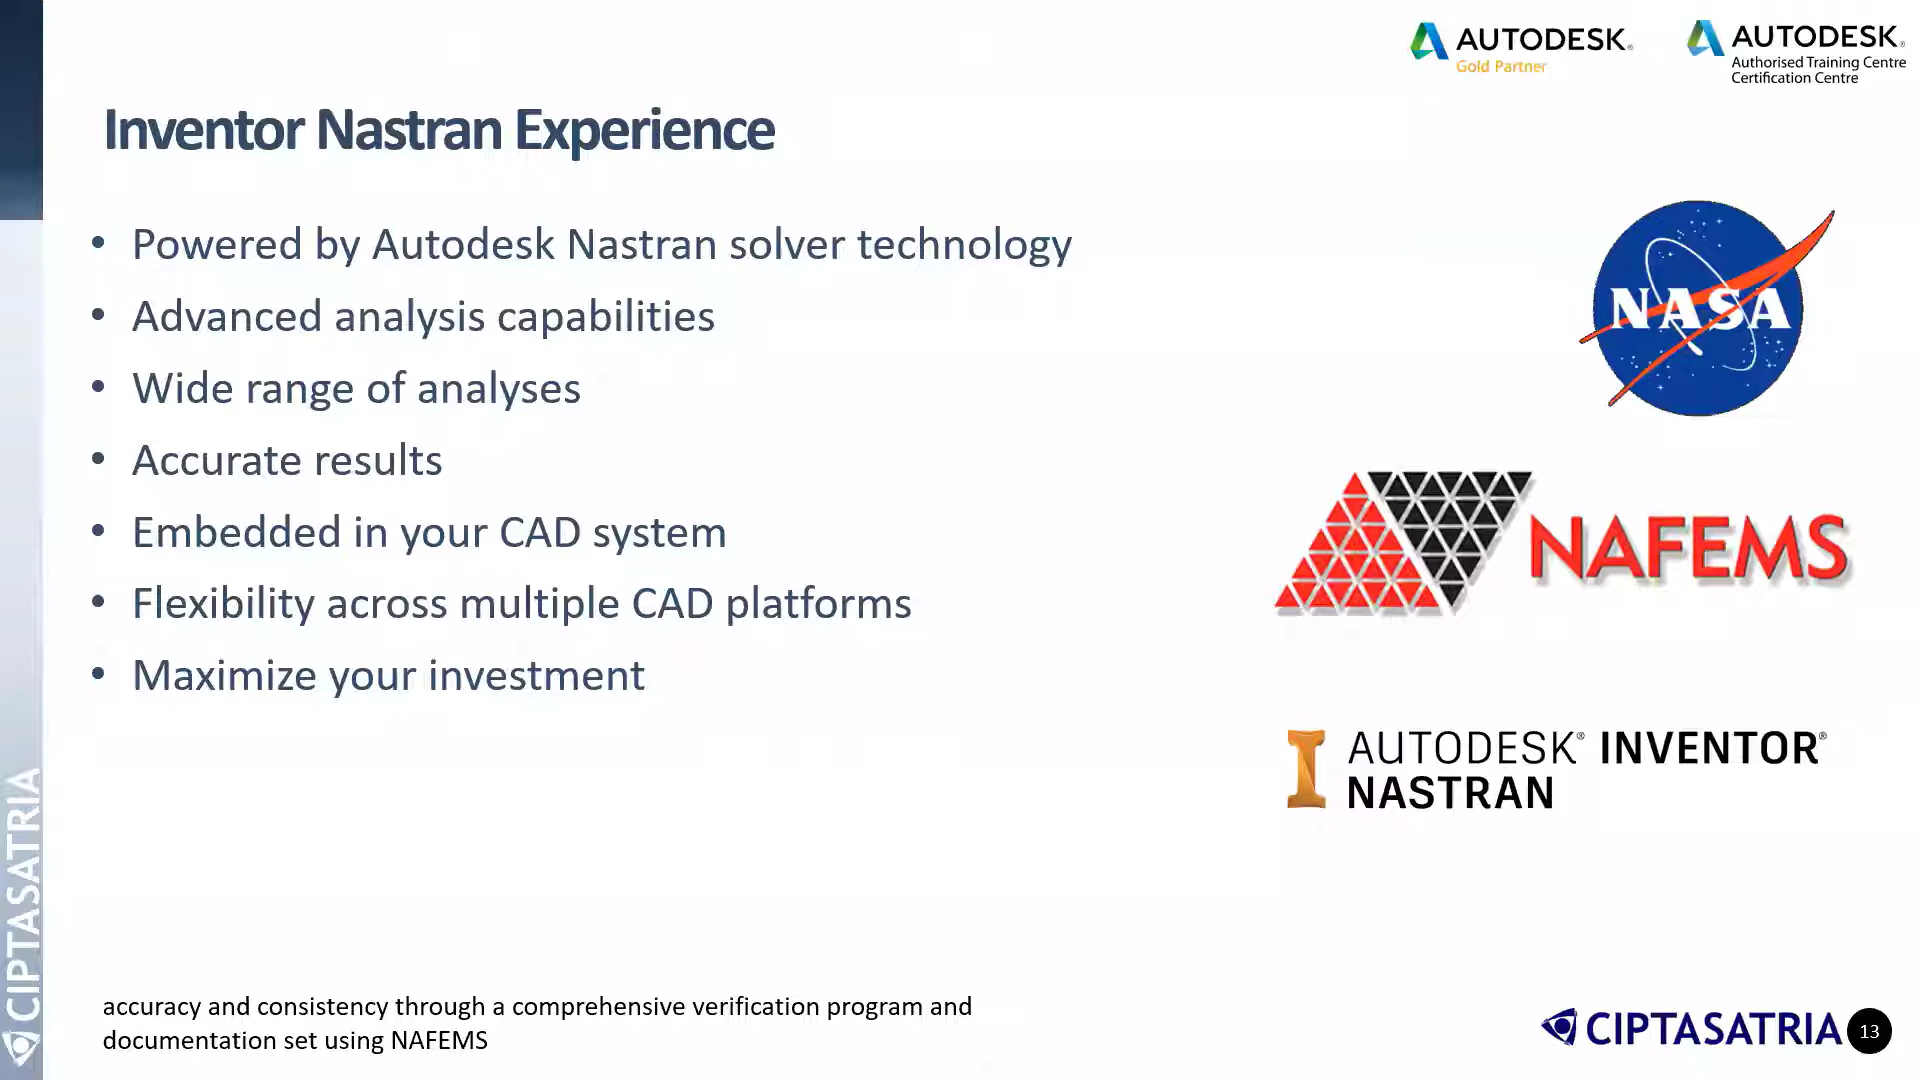 AUTODESK®
Gold Partner
AUTODESK®
Authorised Training Centre
Certification Centre
Inventor Nastran Experience
• Powered by Autodesk Nastran solver technology
• Advanced analysis capabilities
• Wide range of analyses
• Accurate results
• Embedded in your CAD system
• Flexibility across multiple CAD platforms
• Maximize your investment
NASA
NAFEMS
AUTODESK® INVENTOR®
NASTRAN
CIPTASATRIA
accuracy and consistency through a comprehensive verification program and
documentation set using NAFEMS
CIPTASATRIA
13